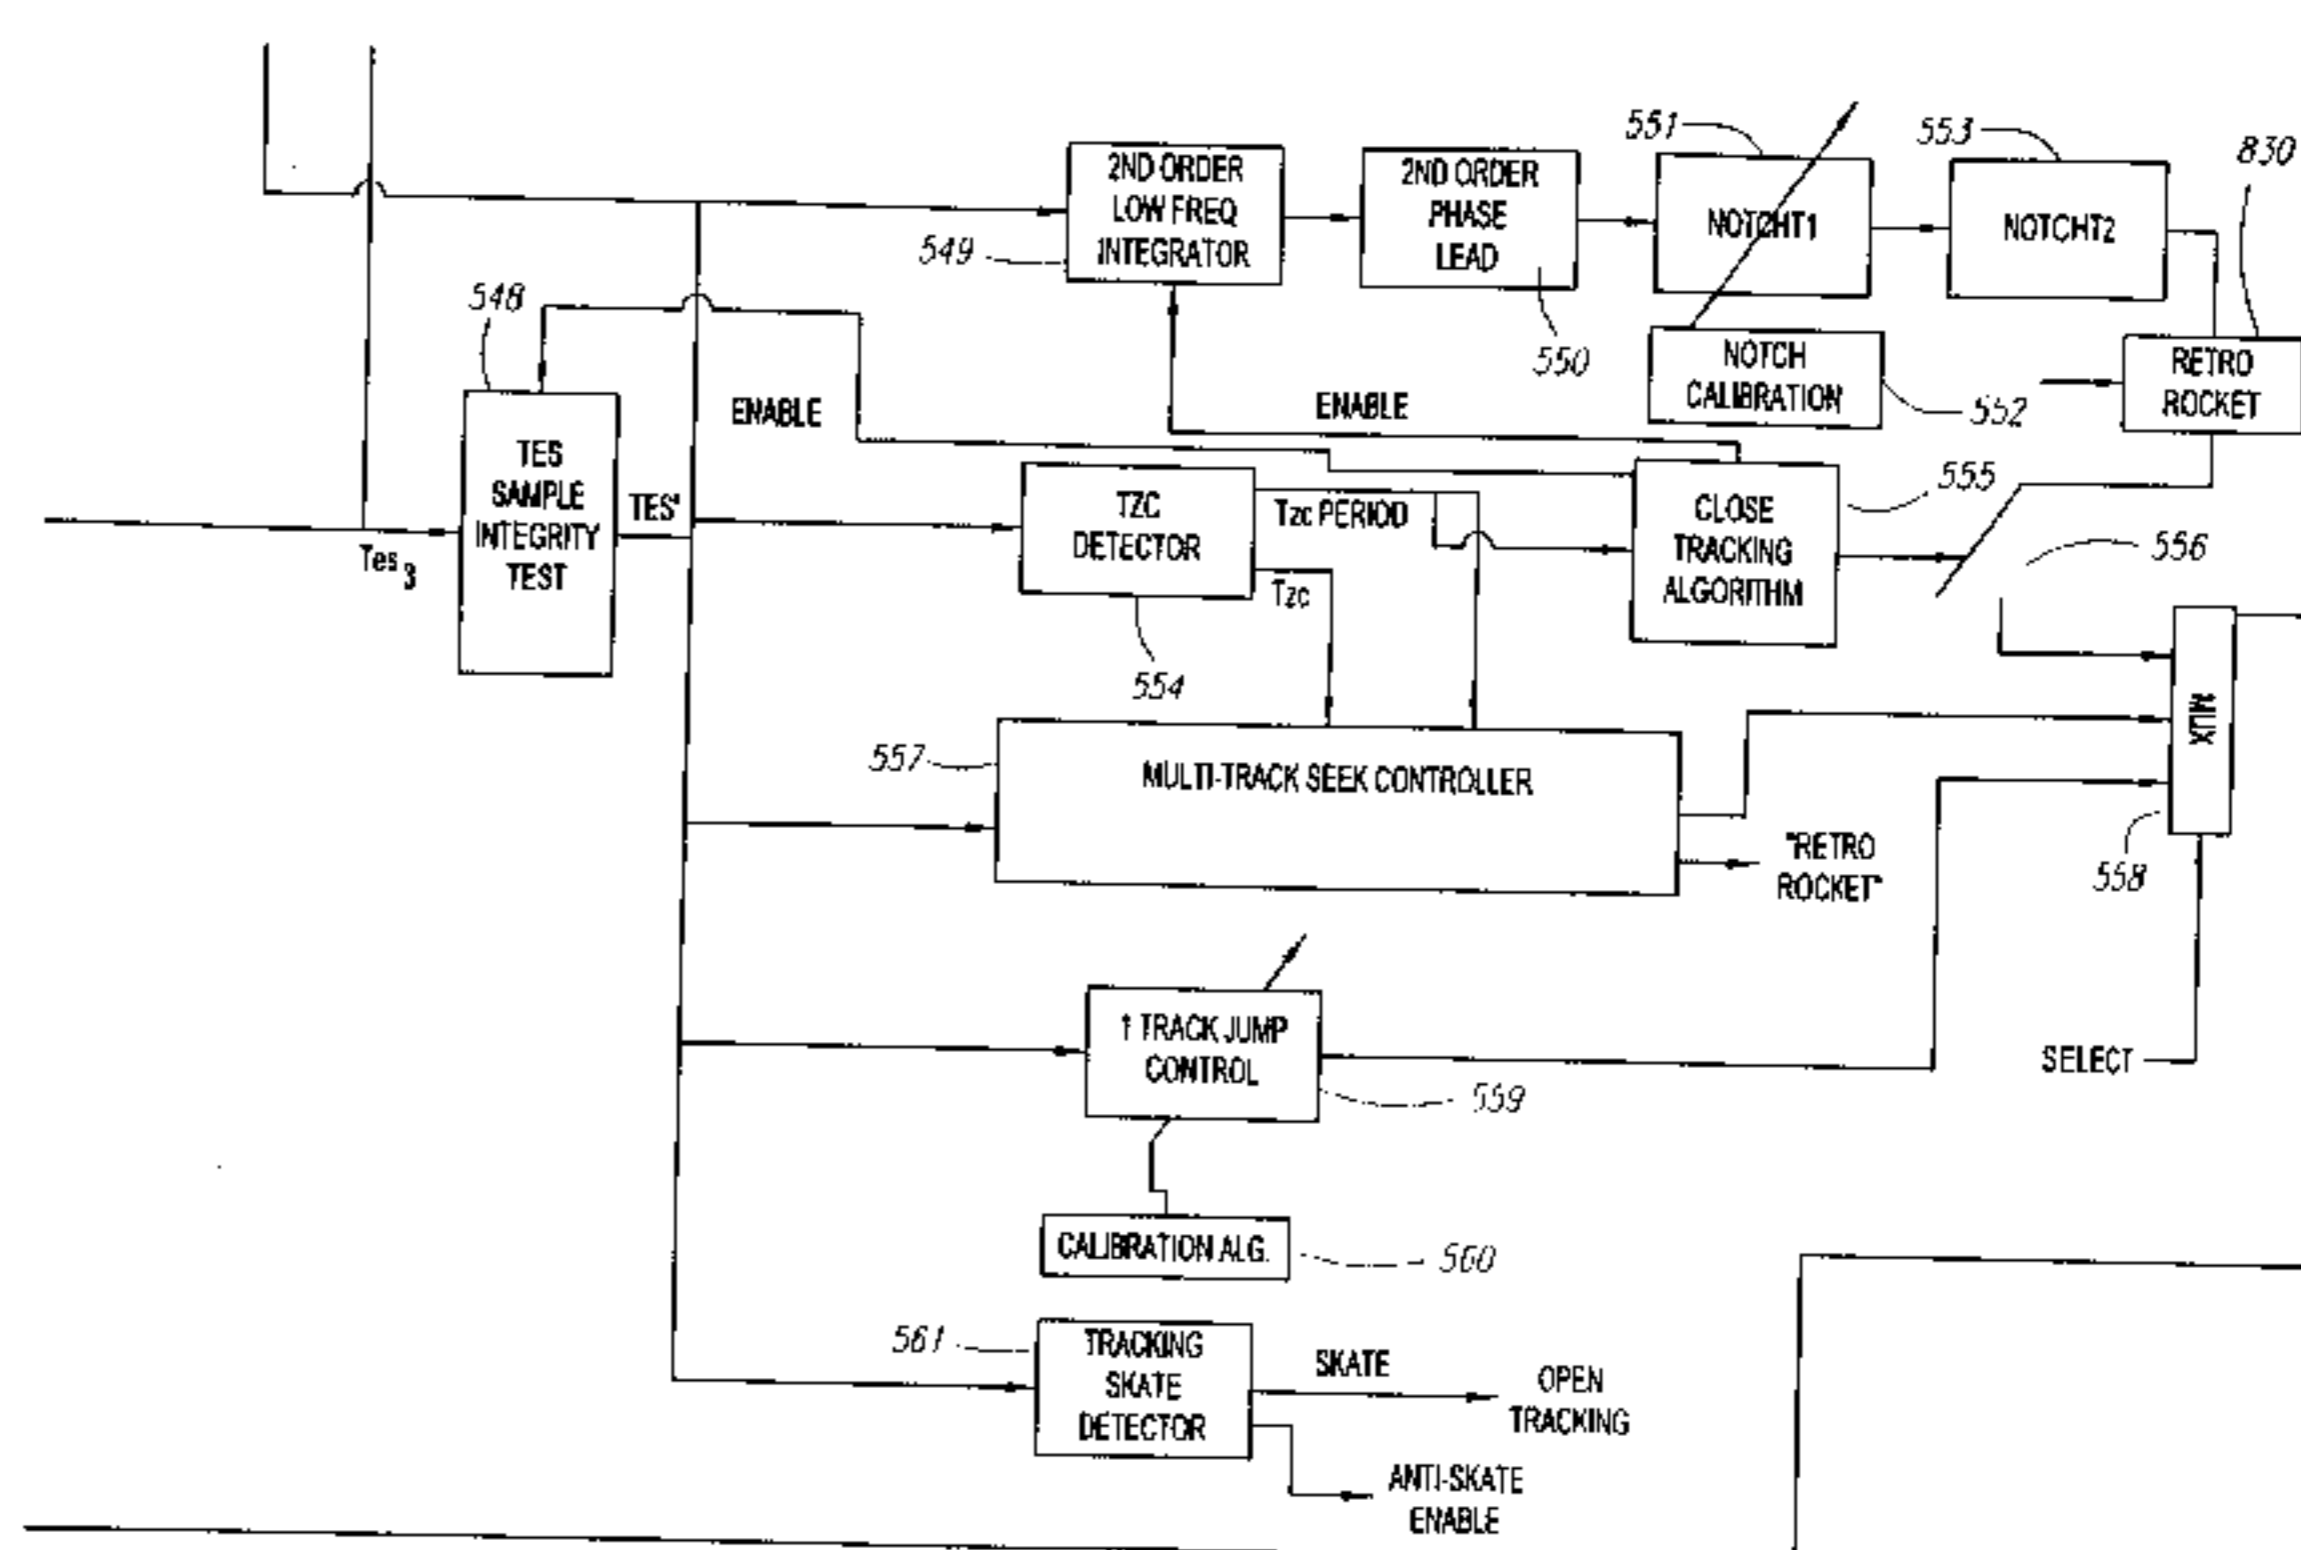 551
553
830
2ND ORDER
LOW FREQ
INTEGRATOR
549
2ND ORDER
PHASE
LEAD
550
NOTCHT1
NOTCHT2
548
NOTCH
CALIBRATION
552
RETRO
ROCKET
ENABLE
ENABLE
TES
SAMPLE
INTEGRITY
TEST
TES'
Tes 3
TZC
DETECTOR
Tzc PERIOD
Tzc
554
CLOSE
TRACKING
ALGORITHM
555
556
557
MULTI-TRACK SEEK CONTROLLER
MUX
558
"RETRO
ROCKET"
1 TRACK JUMP
CONTROL
559
SELECT
CALIBRATION ALG.
560
561
TRACKING
SKATE
DETECTOR
SKATE
OPEN
TRACKING
ANTI-SKATE
ENABLE